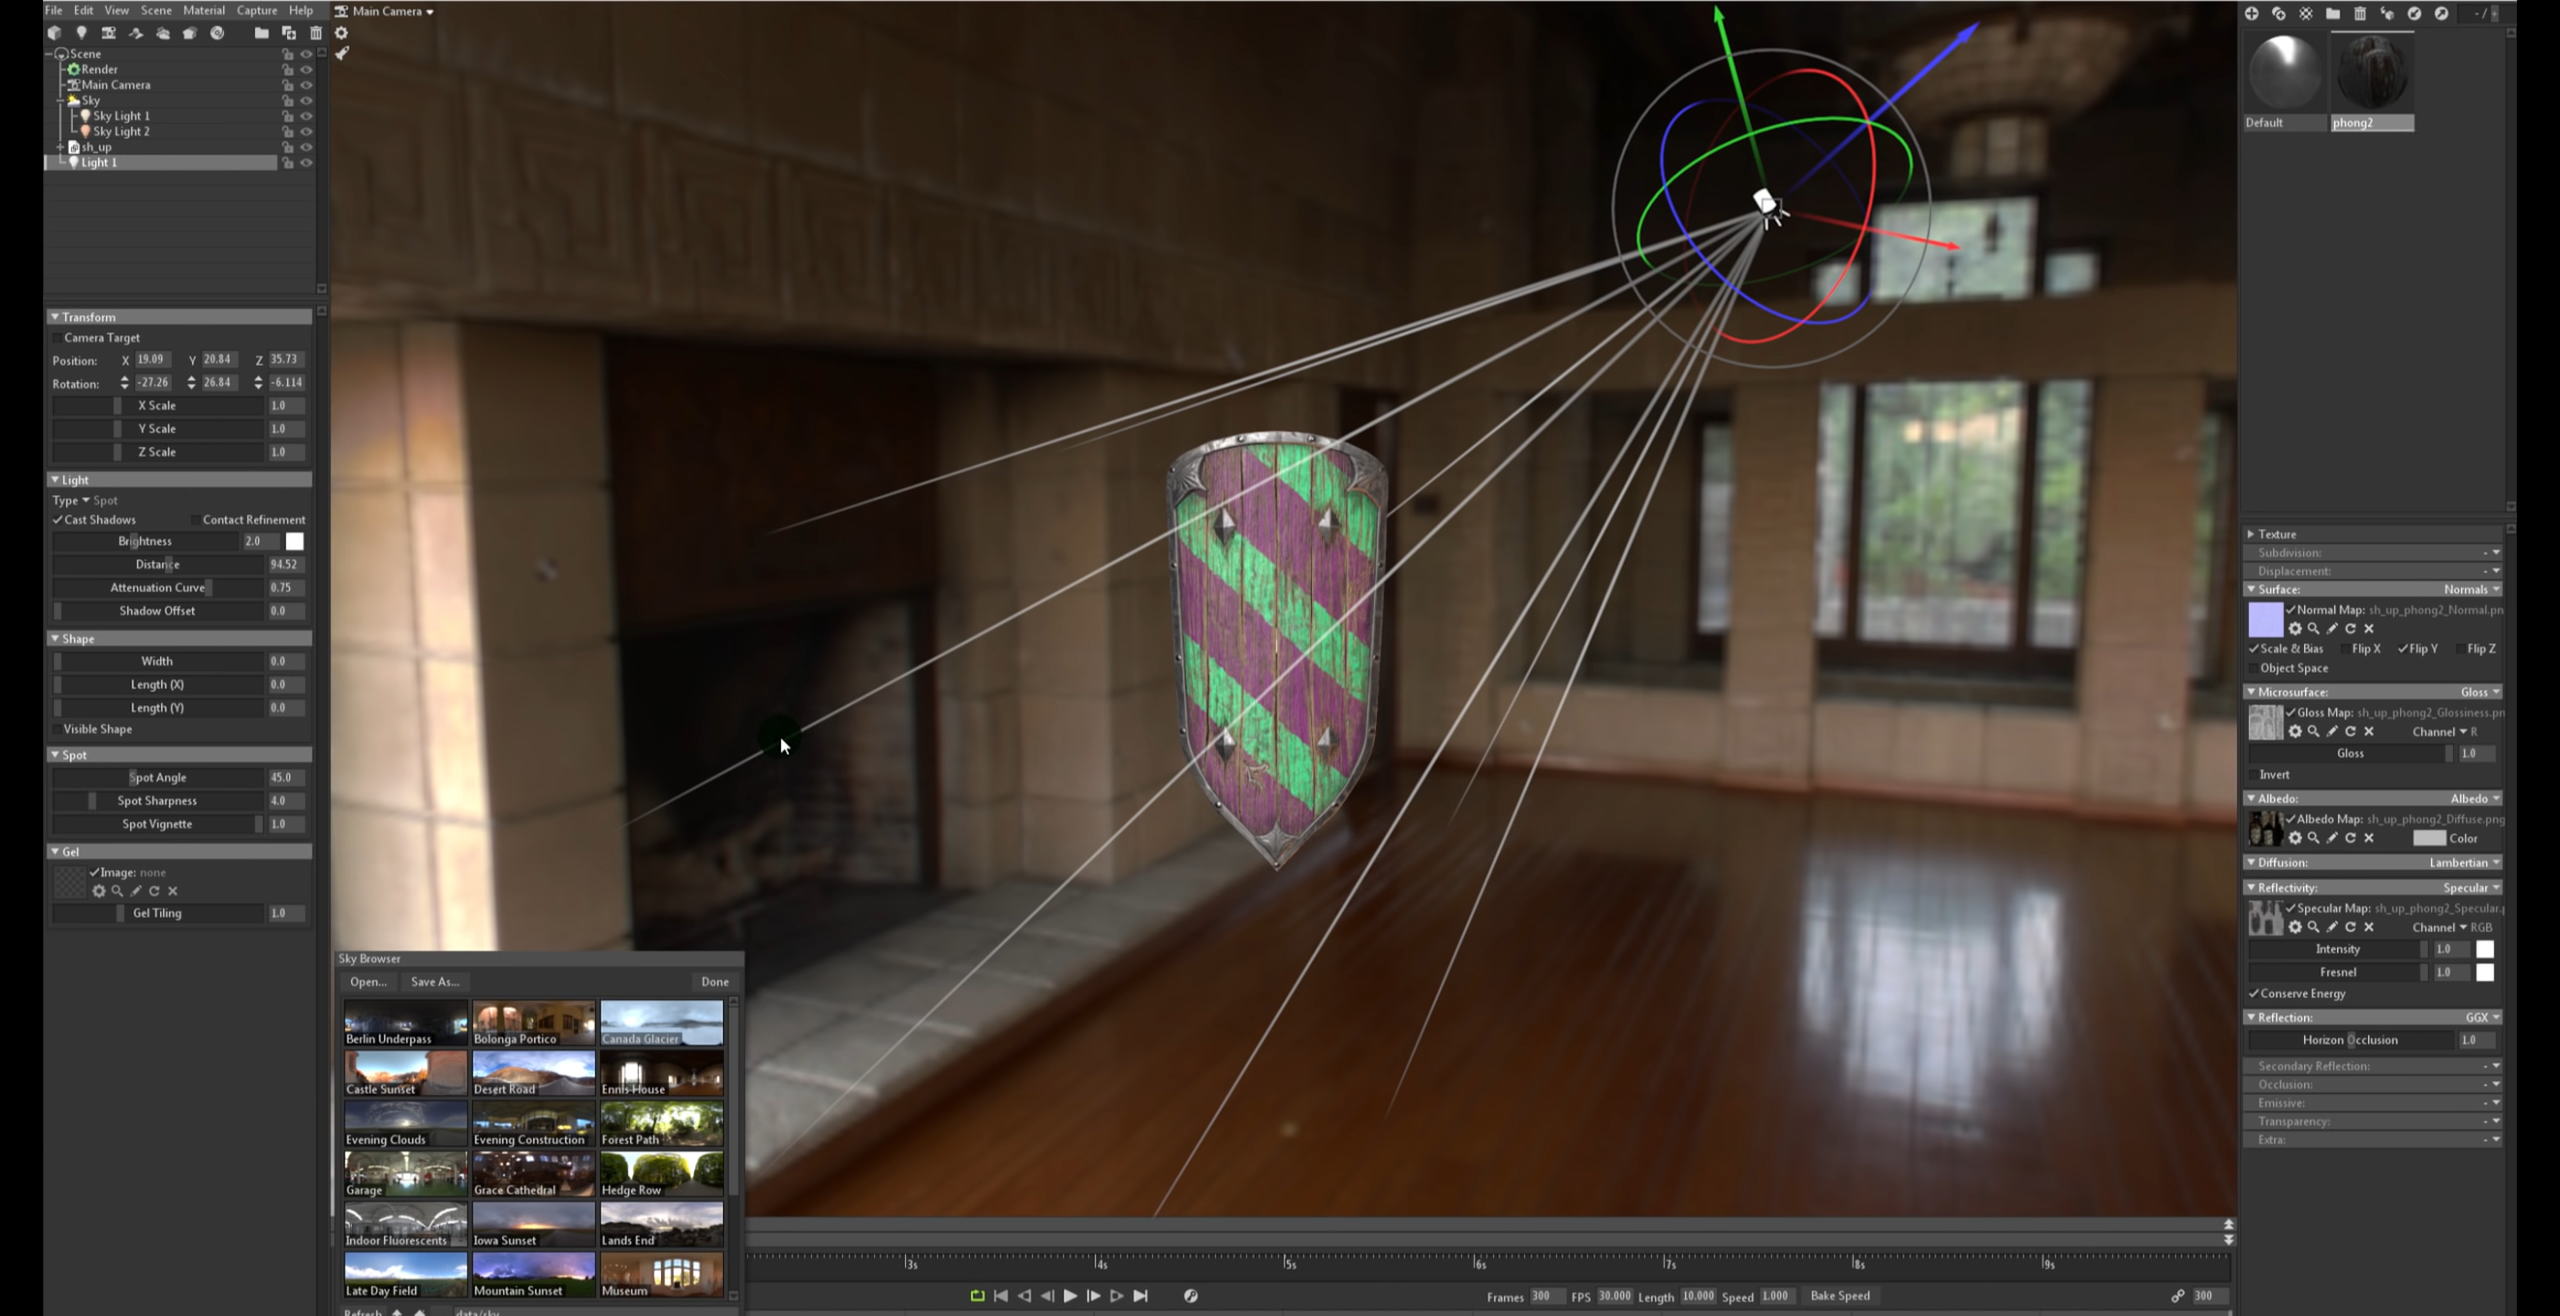 File Edit View Scene Material Capture Help
Main Camera
Scene
Render
Main Camera
Sky
Sky Light 1
Sky Light 2
sh_up
Light 1
Transform
Camera Target
Position: X 19.09 Y 20.84 Z 35.73
Rotation: -27.26 26.84 -6.114
X Scale 1.0
Y Scale 1.0
Z Scale 1.0
Light
Type Spot
Cast Shadows Contact Refinement
Brightness 2.0
Distance 94.52
Attenuation Curve 0.75
Shadow Offset 0.0
Shape
Width 0.0
Length (X) 0.0
Length (Y) 0.0
Visible Shape
Spot
Spot Angle 45.0
Spot Sharpness 4.0
Spot Vignette 1.0
Gel
Image: none
Gel Tiling 1.0
Sky Browser
Open... Save As... Done
Berlin Underpass Bolonga Portico Canada Glacier
Castle Sunset Desert Road Ennis House
Evening Clouds Evening Construction Forest Path
Garage Grace Cathedral Hedge Row
Indoor Fluorescents Iowa Sunset Lands End
Late Day Field Mountain Sunset Museum
Refresh data/sky
3s 4s 5s 6s 7s 8s 9s
Frames 300 FPS 30.000 Length 10.000 Speed 1.000 Bake Speed 300
- /
Default phong2
Texture
Subdivision: -
Displacement: -
Surface: Normals
Normal Map: sh_up_phong2_Normal.pn
Scale & Bias Flip X Flip Y Flip Z
Object Space
Microsurface: Gloss
Gloss Map: sh_up_phong2_Glossiness.pn
Channel R
Gloss 1.0
Invert
Albedo: Albedo
Albedo Map: sh_up_phong2_Diffuse.png
Color
Diffusion: Lambertian
Reflectivity: Specular
Specular Map: sh_up_phong2_Specular.p
Channel RGB
Intensity 1.0
Fresnel 1.0
Conserve Energy
Reflection: GGX
Horizon Occlusion 1.0
Secondary Reflection: -
Occlusion: -
Emissive: -
Transparency: -
Extra: -